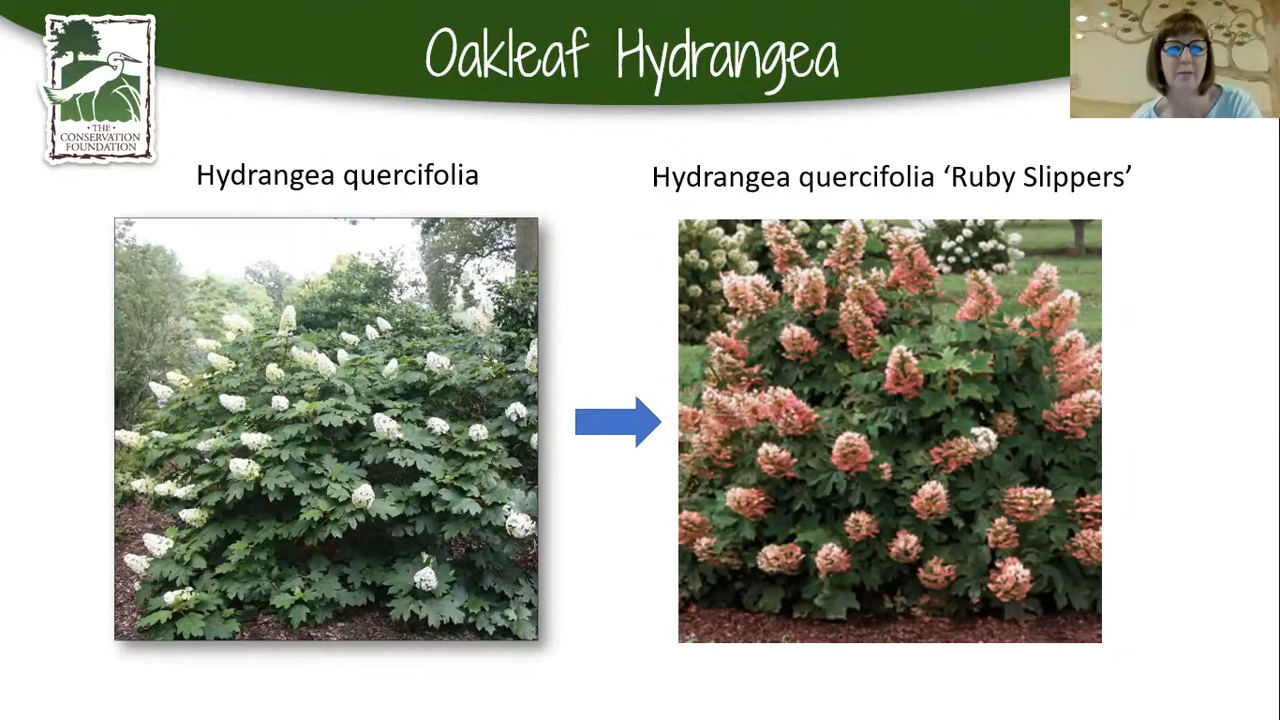 Oakleaf Hydrangea
· THE ·
CONSERVATION
FOUNDATION
Hydrangea quercifolia
Hydrangea quercifolia ‘Ruby Slippers’